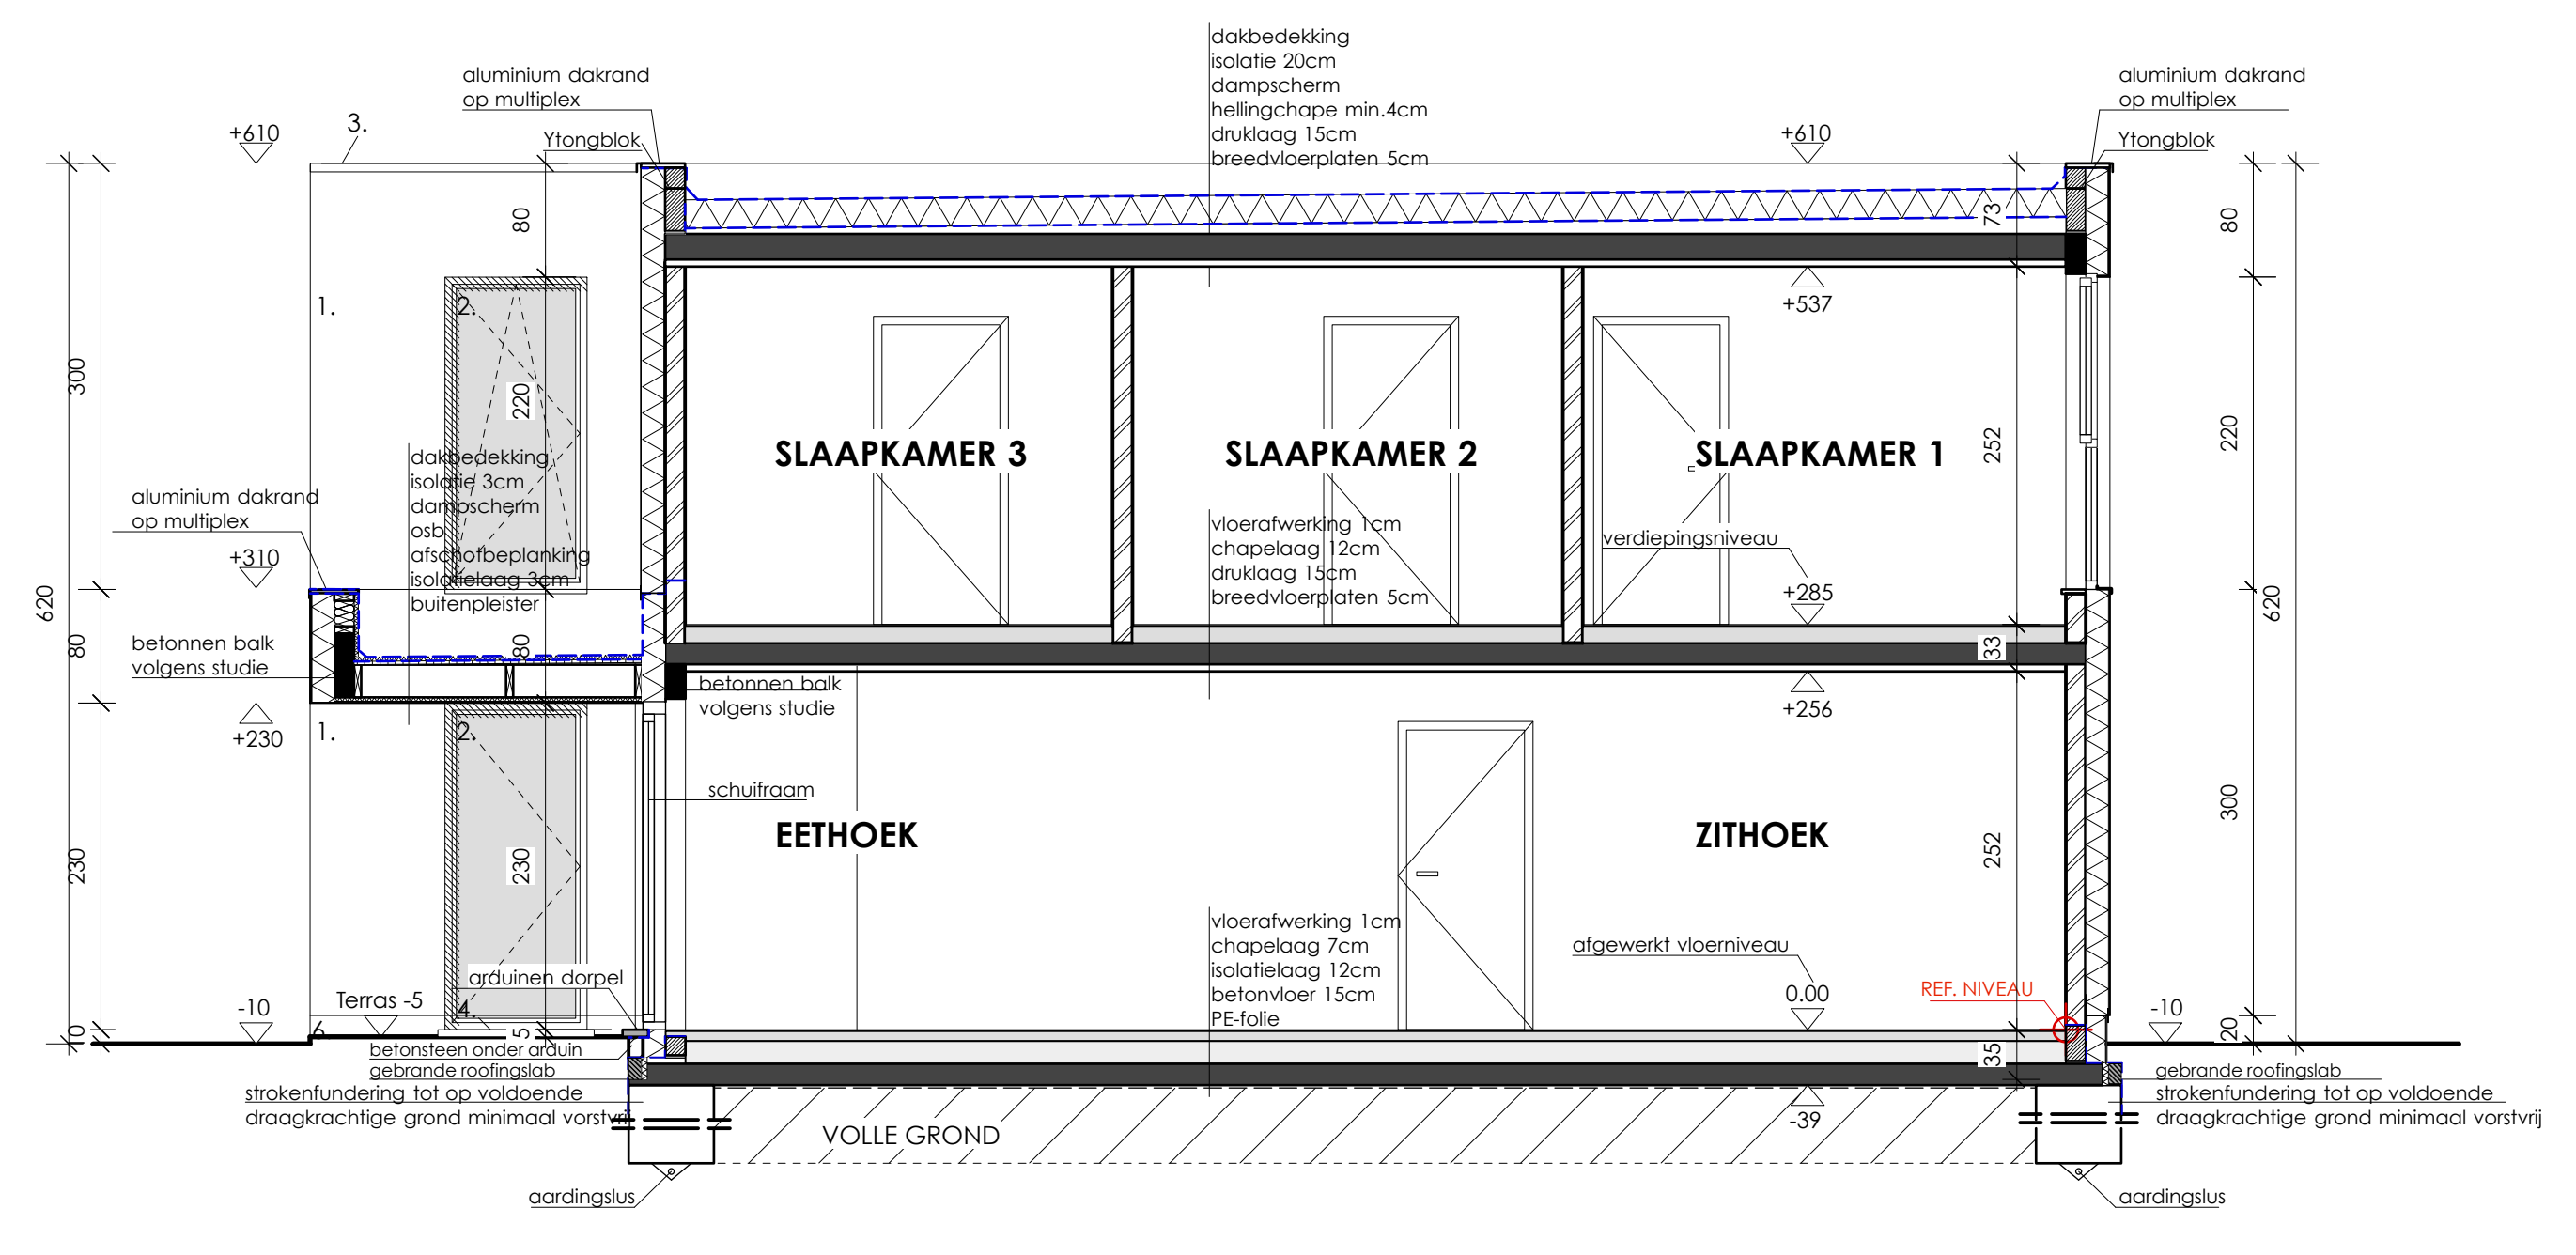 dakbedekking
isolatie 20cm
dampscherm
hellingchape min.4cm
druklaag 15cm
breedvloerplaten 5cm
aluminium dakrand
op multiplex
Ytongblok
aluminium dakrand
op multiplex
Ytongblok
+610
3.
+610
80
73
80
1.
2.
+537
300
220
252
220
SLAAPKAMER 3
SLAAPKAMER 2
SLAAPKAMER 1
dakbedekking
isolatie 3cm
dampscherm
osb
afschotbeplanking
isolatielaag 3cm
buitenpleister
aluminium dakrand
op multiplex
+310
vloerafwerking 1cm
chapelaag 12cm
druklaag 15cm
breedvloerplaten 5cm
verdiepingsniveau
+285
620
620
80
80
33
betonnen balk
volgens studie
betonnen balk
volgens studie
+256
+230
1.
2.
schuifraam
EETHOEK
ZITHOEK
230
230
252
300
vloerafwerking 1cm
chapelaag 7cm
isolatielaag 12cm
betonvloer 15cm
PE-folie
afgewerkt vloerniveau
0.00
REF. NIVEAU
arduinen dorpel
-10
Terras -5
4.
-10
10
6.
5
35
20
betonsteen onder arduin
gebrande roofingslab
strokenfundering tot op voldoende
draagkrachtige grond minimaal vorstvrij
gebrande roofingslab
strokenfundering tot op voldoende
draagkrachtige grond minimaal vorstvrij
-39
VOLLE GROND
aardingslus
aardingslus